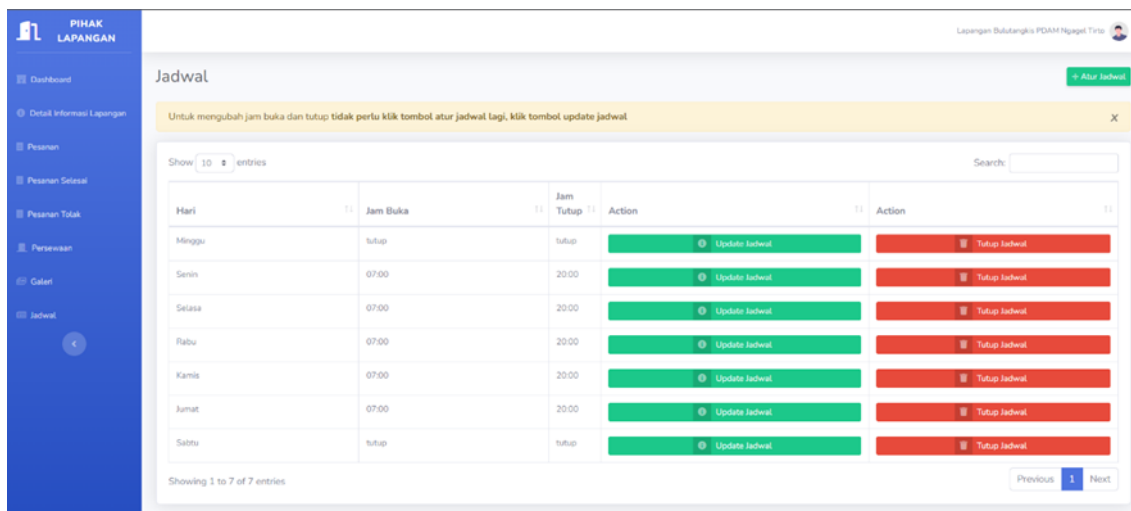 PIHAK
LAPANGAN
Lapangan Bulutangkis PDAM Ngagel Tirto
Dashboard
Detail Informasi Lapangan
Pesanan
Pesanan Selesai
Pesanan Tolak
Persewaan
Galeri
Jadwal
Jadwal
+ Atur Jadwal
Untuk mengubah jam buka dan tutup tidak perlu klik tombol atur jadwal lagi, klik tombol update jadwal x
Show 10 entries Search:
Hari Jam Buka Jam Tutup Action Action
Minggu tutup tutup Update Jadwal Tutup Jadwal
Senin 07:00 20:00 Update Jadwal Tutup Jadwal
Selasa 07:00 20:00 Update Jadwal Tutup Jadwal
Rabu 07:00 20:00 Update Jadwal Tutup Jadwal
Kamis 07:00 20:00 Update Jadwal Tutup Jadwal
Jumat 07:00 20:00 Update Jadwal Tutup Jadwal
Sabtu tutup tutup Update Jadwal Tutup Jadwal
Showing 1 to 7 of 7 entries Previous 1 Next